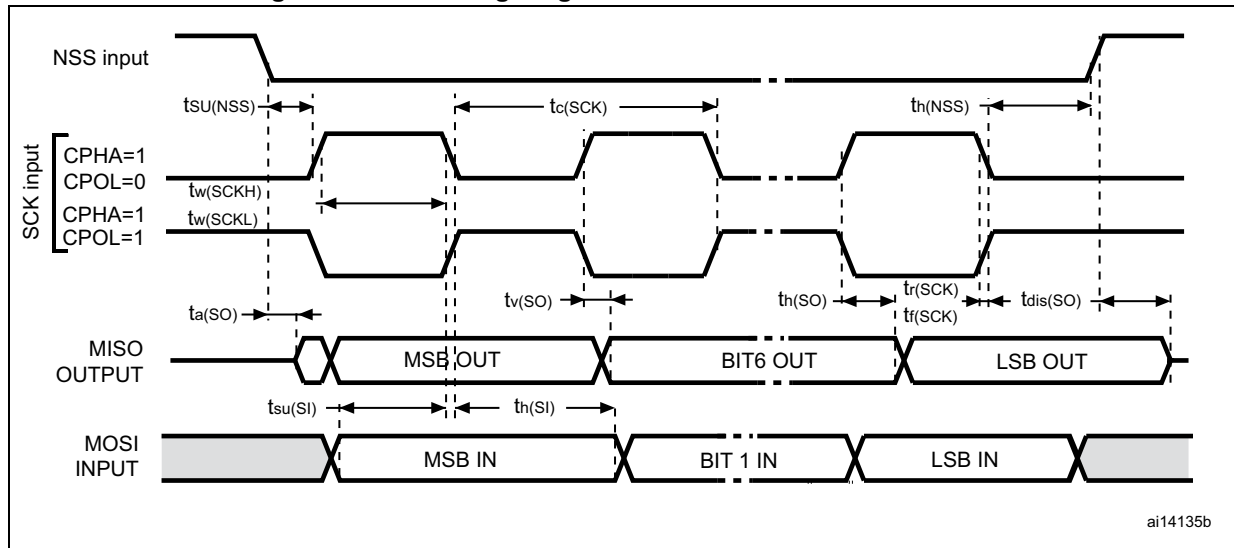 NSS input
tSU(NSS)
tc(SCK)
th(NSS)
SCK input
CPHA=1
CPOL=0
tw(SCKH)
CPHA=1
tw(SCKL)
CPOL=1
ta(SO)
tv(SO)
th(SO)
tr(SCK)
tf(SCK)
tdis(SO)
MISO
OUTPUT
MSB OUT
BIT6 OUT
LSB OUT
tsu(SI)
th(SI)
MOSI
INPUT
MSB IN
BIT 1 IN
LSB IN
ai14135b